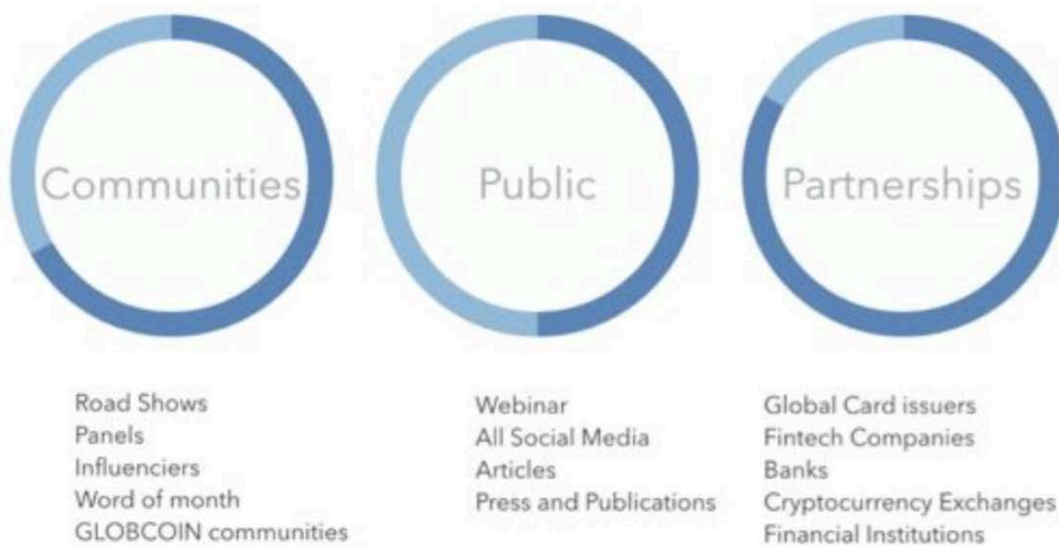 Communities
Public
Partnerships
Road Shows
Panels
Influenciers
Word of month
GLOBCOIN communities
Webinar
All Social Media
Articles
Press and Publications
Global Card issuers
Fintech Companies
Banks
Cryptocurrency Exchanges
Financial Institutions